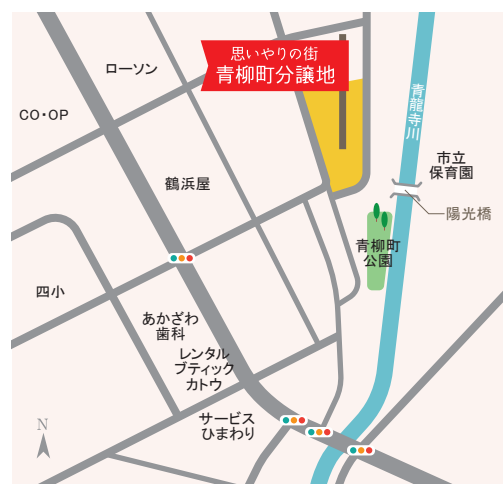 思いやりの街
青柳町分譲地
ローソン
CO・OP
青龍寺川
市立
保育園
鶴浜屋
陽光橋
青柳町
公園
四小
あかざわ
歯科
レンタル
ブティック
カトウ
サービス
ひまわり
N